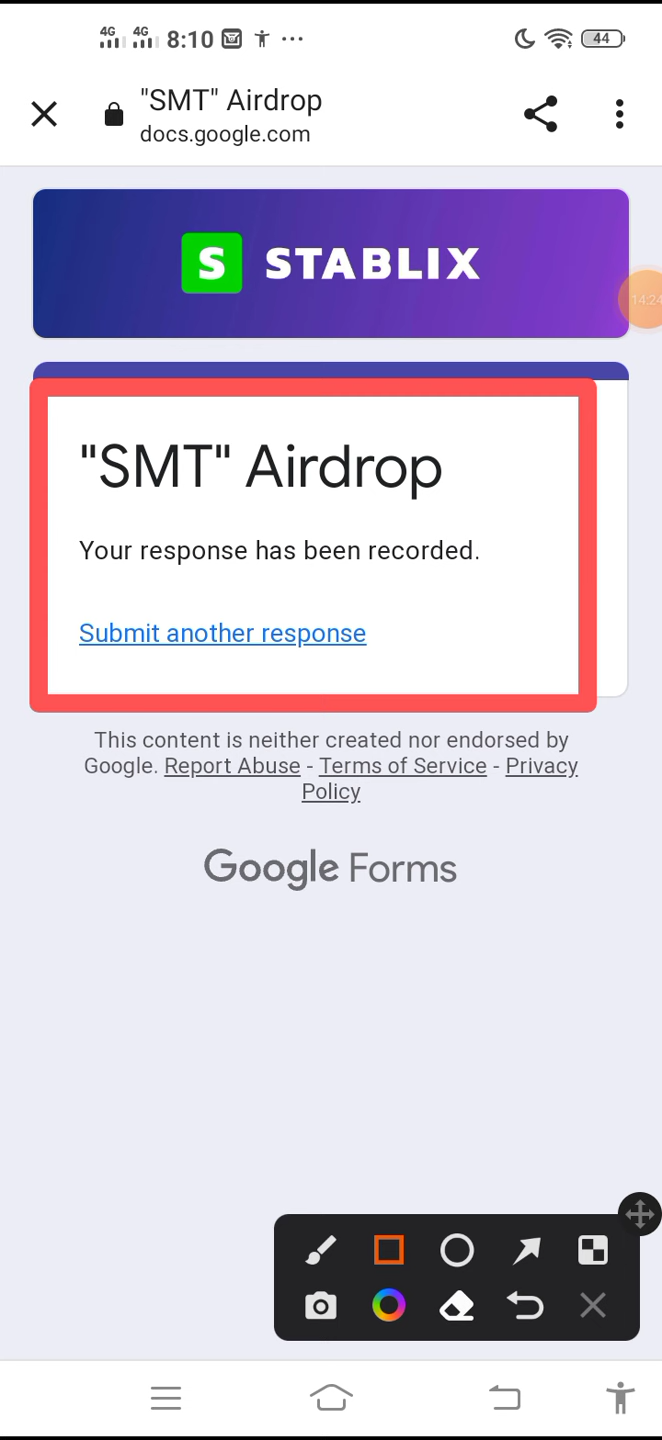 4G 4G 8:10 44
"SMT" Airdrop
docs.google.com
S STABLIX
14:24
"SMT" Airdrop
Your response has been recorded.
Submit another response
This content is neither created nor endorsed by
Google. Report Abuse - Terms of Service - Privacy
Policy
Google Forms